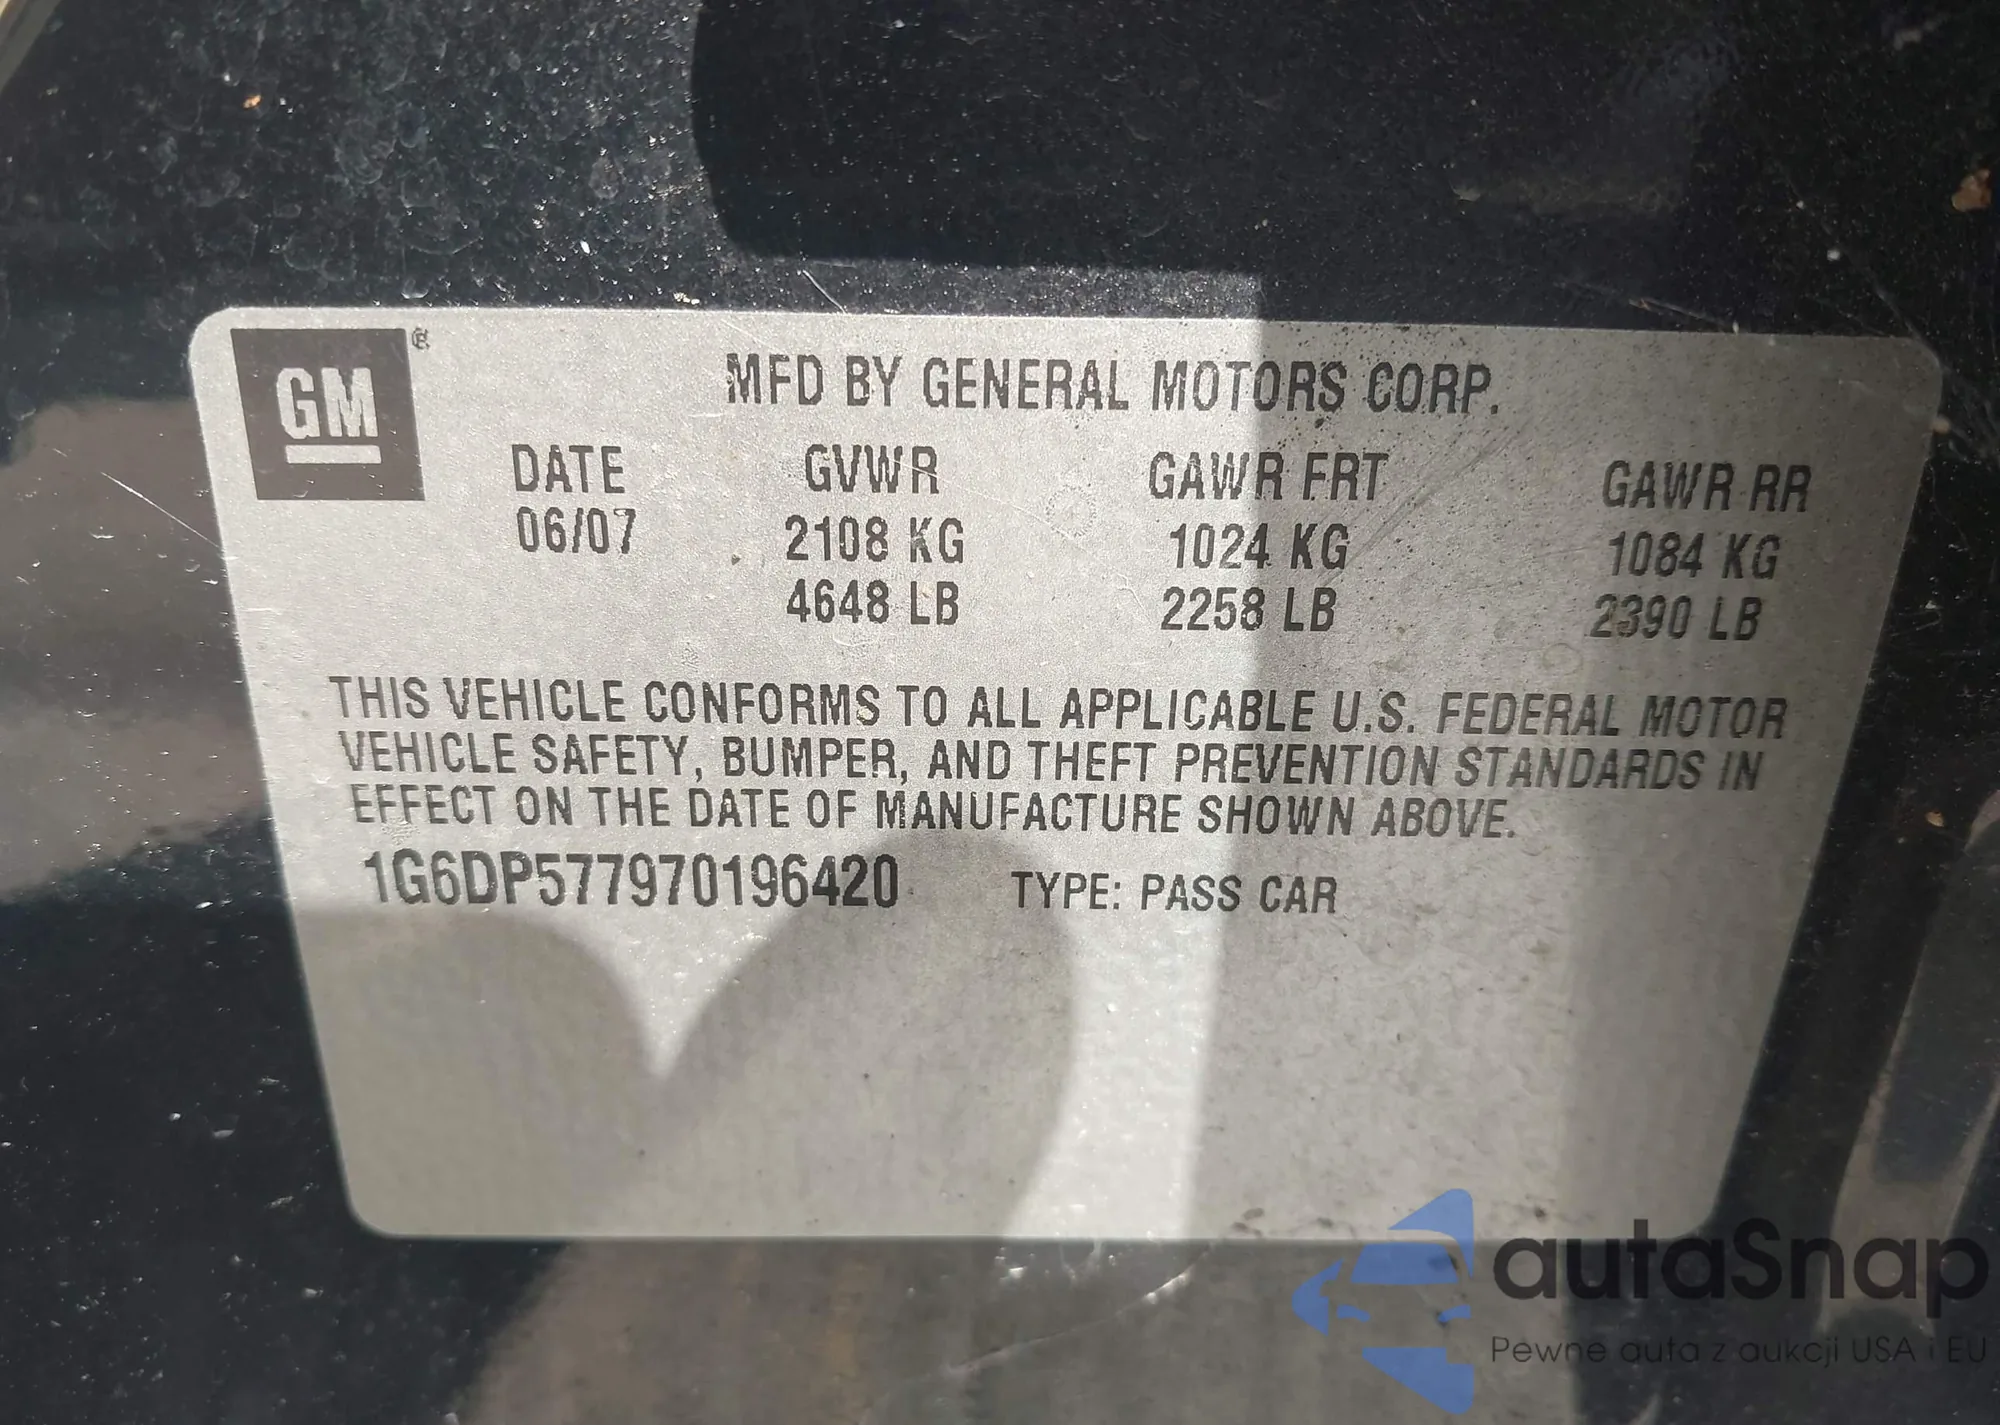 GM®
MFD BY GENERAL MOTORS CORP.
DATE GVWR GAWR FRT GAWR RR
06/07 2108 KG 1024 KG 1084 KG
4648 LB 2258 LB 2390 LB
THIS VEHICLE CONFORMS TO ALL APPLICABLE U.S. FEDERAL MOTOR
VEHICLE SAFETY, BUMPER, AND THEFT PREVENTION STANDARDS IN
EFFECT ON THE DATE OF MANUFACTURE SHOWN ABOVE.
1G6DP577970196420 TYPE: PASS CAR
autaSnap
Pewne auta z aukcji USA i EU